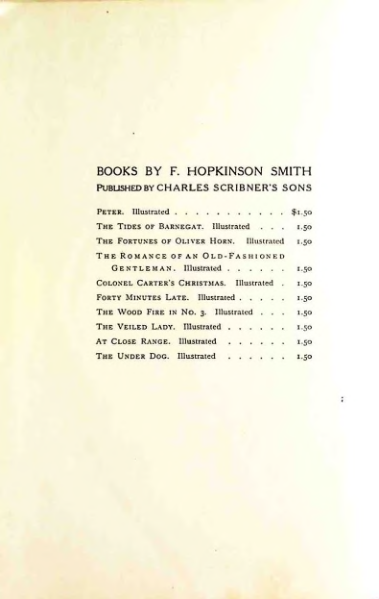 BOOKS BY F. HOPKINSON SMITH
PUBLISHED BY CHARLES SCRIBNER'S SONS
PETER. Illustrated . . . . . . . . . . . $1.50
THE TIDES OF BARNEGAT. Illustrated . . . 1.50
THE FORTUNES OF OLIVER HORN. Illustrated 1.50
THE ROMANCE OF AN OLD-FASHIONED
GENTLEMAN. Illustrated . . . . . . 1.50
COLONEL CARTER'S CHRISTMAS. Illustrated . 1.50
FORTY MINUTES LATE. Illustrated . . . . . 1.50
THE WOOD FIRE IN No. 3. Illustrated . . . 1.50
THE VEILED LADY. Illustrated . . . . . . 1.50
AT CLOSE RANGE. Illustrated . . . . . . 1.50
THE UNDER DOG. Illustrated . . . . . . 1.50